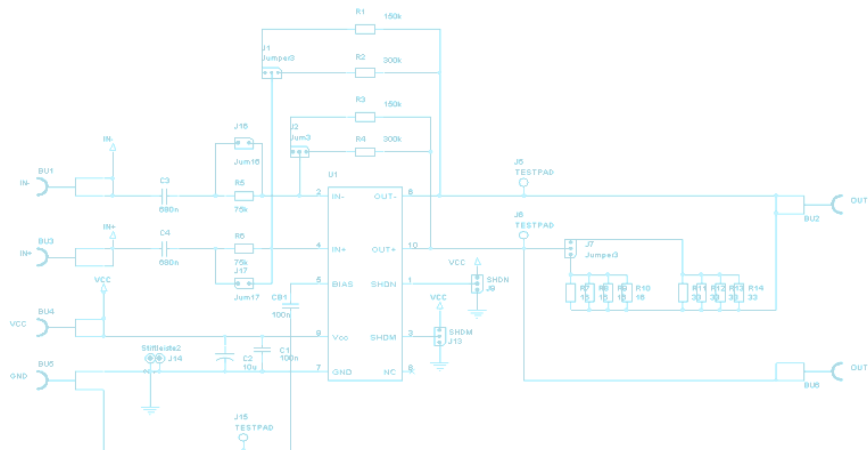 R1
150k
J1
Jumper3
R2
300k
R3
150k
J16
J2
Jum3
R4
300k
IN-
Jum16
U1
J5
TESTPAD
BU1
IN-
C3
680n
R5
75k
2
IN-
OUT-
8
OUT
BU2
J6
TESTPAD
IN+
BU3
IN+
C4
680n
R6
75k
4
IN+
OUT+
10
J7
Jumper3
VCC
J17
Jum17
5
BIAS
SHDN
1
VCC
SHDN
J9
R7
15
R8
15
R9
15
R10
15
R11
33
R12
33
R13
33
R14
33
CB1
100n
VCC
BU4
VCC
9
Vcc
SHDM
3
SHDM
J13
Stiftleiste2
J14
C2
10u
C1
100n
BU5
GND
7
GND
NC
6
OUT
BU6
J15
TESTPAD